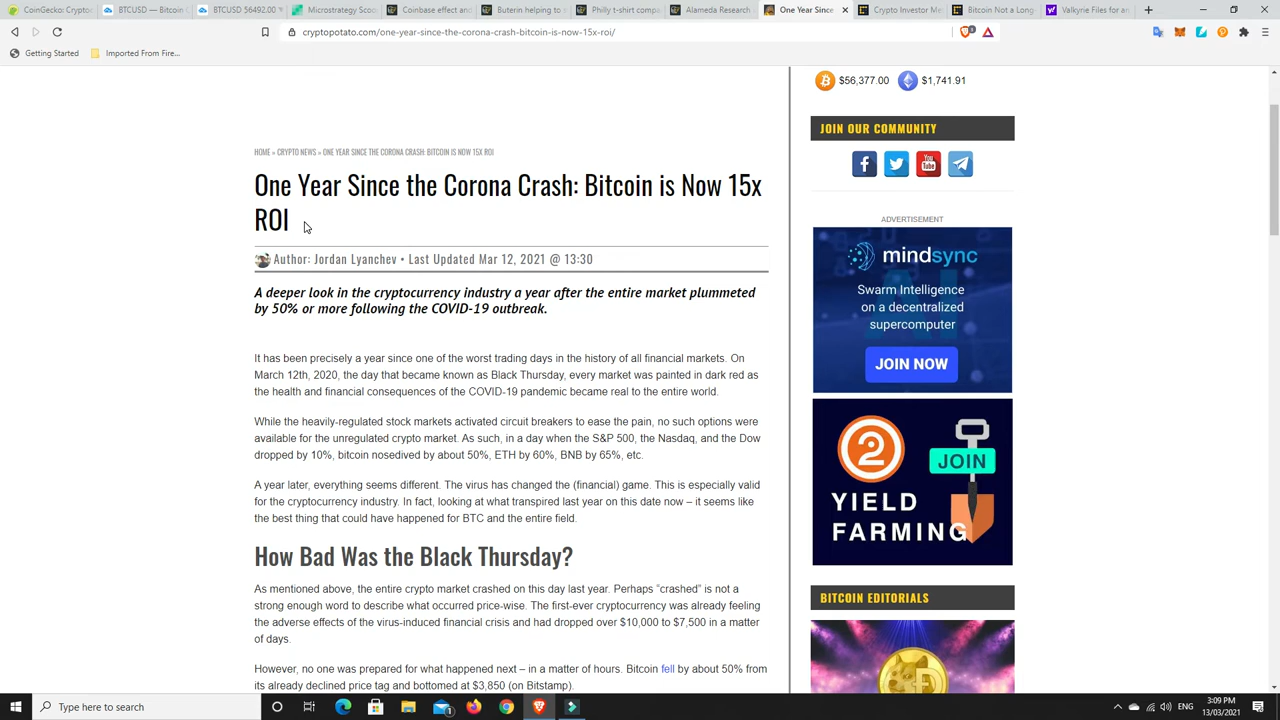 CoinGecko: Crypto
BTCUSD — Bitcoin
BTCUSD 56492.00
Microstrategy Scoo
Coinbase effect and
Buterin helping to
Philly t-shirt compa
Alameda Research
One Year Since
Crypto Investor Ma
Bitcoin Not a Long
Valkyrie Files for an
cryptopotato.com/one-year-since-the-corona-crash-bitcoin-is-now-15x-roi/
Getting Started
Imported From Fire...
$56,377.00
$1,741.91
JOIN OUR COMMUNITY
HOME » CRYPTO NEWS » ONE YEAR SINCE THE CORONA CRASH: BITCOIN IS NOW 15X ROI
One Year Since the Corona Crash: Bitcoin is Now 15x
ROI
Author: Jordan Lyanchev • Last Updated Mar 12, 2021 @ 13:30
A deeper look in the cryptocurrency industry a year after the entire market plummeted
by 50% or more following the COVID-19 outbreak.
It has been precisely a year since one of the worst trading days in the history of all financial markets. On
March 12th, 2020, the day that became known as Black Thursday, every market was painted in dark red as
the health and financial consequences of the COVID-19 pandemic became real to the entire world.
While the heavily-regulated stock markets activated circuit breakers to ease the pain, no such options were
available for the unregulated crypto market. As such, in a day when the S&P 500, the Nasdaq, and the Dow
dropped by 10%, bitcoin nosedived by about 50%, ETH by 60%, BNB by 65%, etc.
A year later, everything seems different. The virus has changed the (financial) game. This is especially valid
for the cryptocurrency industry. In fact, looking at what transpired last year on this date now – it seems like
the best thing that could have happened for BTC and the entire field.
How Bad Was the Black Thursday?
As mentioned above, the entire crypto market crashed on this day last year. Perhaps “crashed” is not a
strong enough word to describe what occurred price-wise. The first-ever cryptocurrency was already feeling
the adverse effects of the virus-induced financial crisis and had dropped over $10,000 to $7,500 in a matter
of days.
However, no one was prepared for what happened next – in a matter of hours. Bitcoin fell by about 50% from
its already declined price tag and bottomed at $3,850 (on Bitstamp).
You
Tube
ADVERTISEMENT
mindsync
Swarm Intelligence
on a decentralized
supercomputer
JOIN NOW
2
JOIN
YIELD
FARMING
BITCOIN EDITORIALS
Type here to search
ENG
3:09 PM
13/03/2021